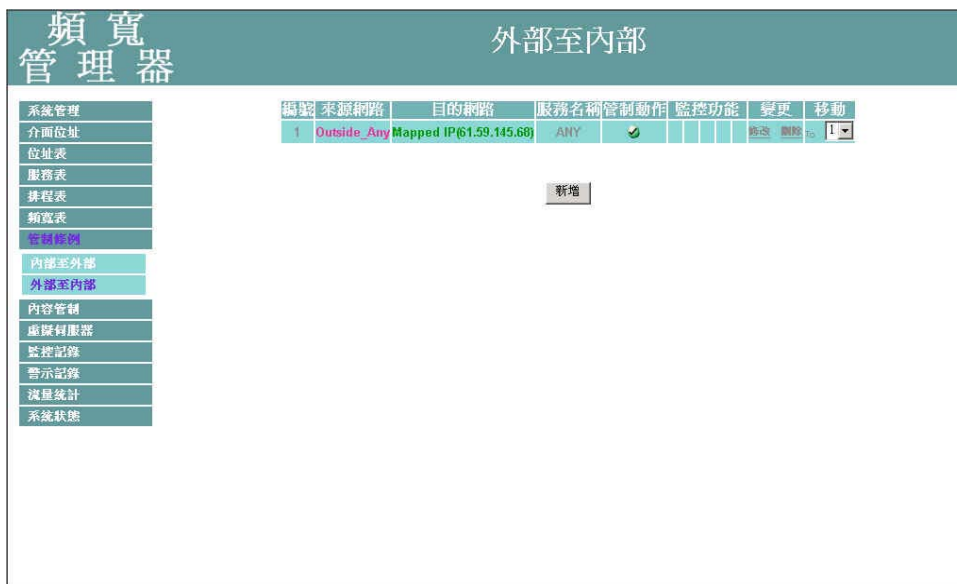 頻 寬
管 理 器
外部至內部
系統管理
介面位址
位址表
服務表
排程表
頻寬表
管制條例
內部至外部
外部至內部
內容管制
虛擬伺服器
監控記錄
警示記錄
流量統計
系統狀態
編號 來源網路 目的網路 服務名稱 管制動作 監控功能 變更 移動
1 Outside_Any Mapped IP(61.59.145.68) ANY 修改 刪除 To 1
新增